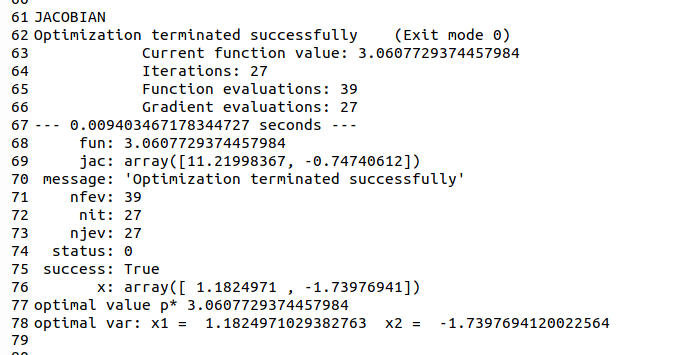 61 JACOBIAN
62 Optimization terminated successfully    (Exit mode 0)
63             Current function value: 3.0607729374457984
64             Iterations: 27
65             Function evaluations: 39
66             Gradient evaluations: 27
67 --- 0.009403467178344727 seconds ---
68      fun: 3.0607729374457984
69      jac: array([11.21998367, -0.74740612])
70  message: 'Optimization terminated successfully'
71     nfev: 39
72      nit: 27
73     njev: 27
74   status: 0
75  success: True
76        x: array([ 1.1824971 , -1.73976941])
77 optimal value p* 3.0607729374457984
78 optimal var: x1 =  1.1824971029382763  x2 =  -1.7397694120022564
79